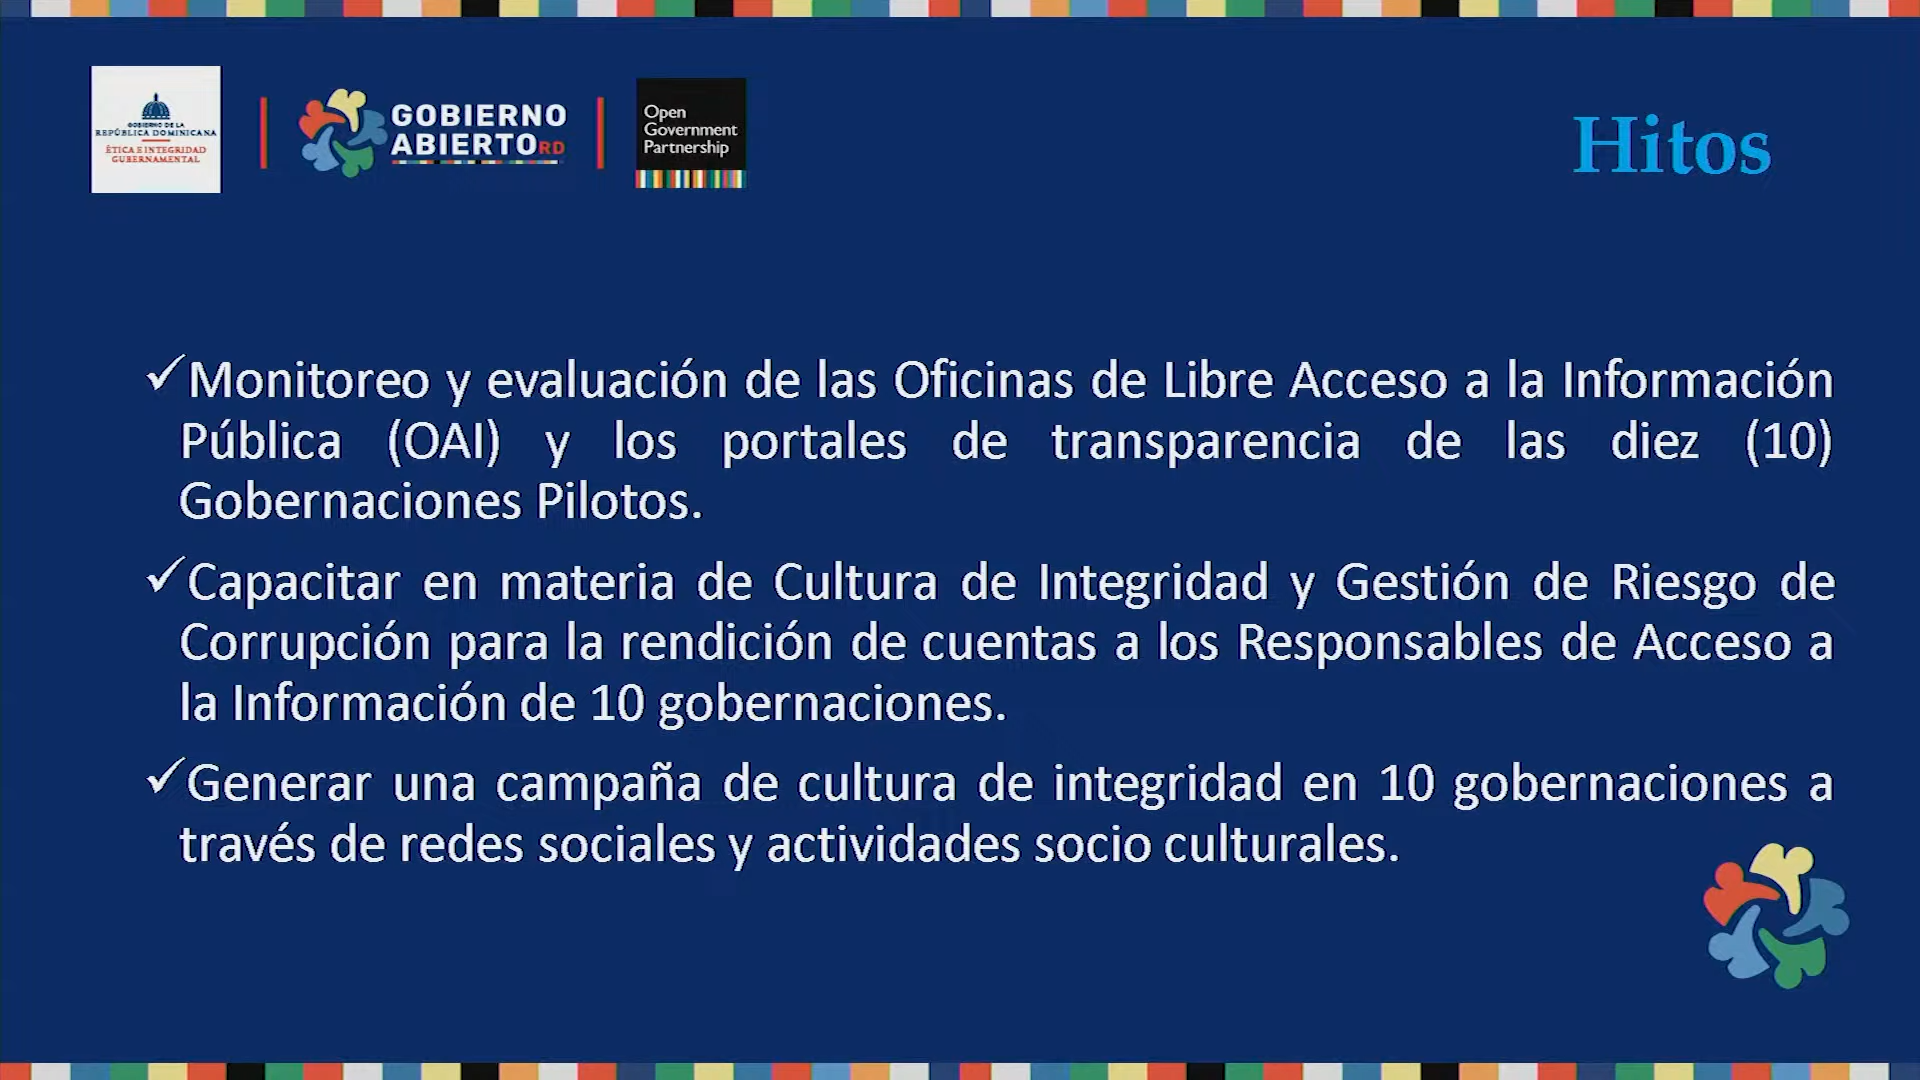 GOBIERNO DE LA
REPÚBLICA DOMINICANA
ÉTICA E INTEGRIDAD
GUBERNAMENTAL
GOBIERNO
ABIERTORD
Open
Government
Partnership
Hitos
✓Monitoreo y evaluación de las Oficinas de Libre Acceso a la Información
Pública (OAI) y los portales de transparencia de las diez (10)
Gobernaciones Pilotos.
✓Capacitar en materia de Cultura de Integridad y Gestión de Riesgo de
Corrupción para la rendición de cuentas a los Responsables de Acceso a
la Información de 10 gobernaciones.
✓Generar una campaña de cultura de integridad en 10 gobernaciones a
través de redes sociales y actividades socio culturales.